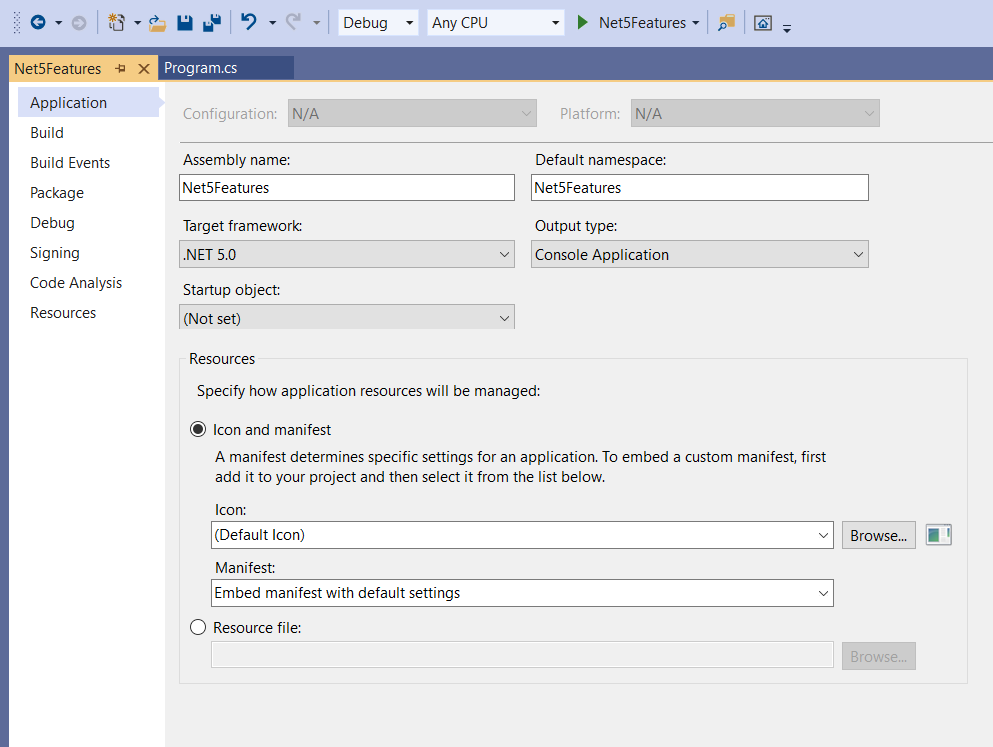 Debug Any CPU Net5Features
Net5Features Program.cs
Application
Build
Build Events
Package
Debug
Signing
Code Analysis
Resources
Configuration: N/A Platform: N/A
Assembly name: Default namespace:
Net5Features Net5Features
Target framework: Output type:
.NET 5.0 Console Application
Startup object:
(Not set)
Resources
Specify how application resources will be managed:
Icon and manifest
A manifest determines specific settings for an application. To embed a custom manifest, first
add it to your project and then select it from the list below.
Icon:
(Default Icon) Browse...
Manifest:
Embed manifest with default settings
Resource file:
Browse...